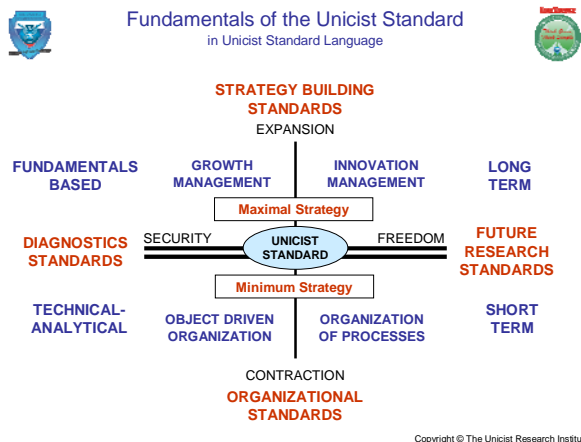 Fundamentals of the Unicist Standard
in Unicist Standard Language
STRATEGY BUILDING
STANDARDS
EXPANSION
FUNDAMENTALS
BASED
GROWTH
MANAGEMENT
INNOVATION
MANAGEMENT
LONG
TERM
Maximal Strategy
DIAGNOSTICS
STANDARDS
SECURITY
UNICIST
STANDARD
FREEDOM
FUTURE
RESEARCH
STANDARDS
Minimum Strategy
TECHNICAL-
ANALYTICAL
OBJECT DRIVEN
ORGANIZATION
ORGANIZATION
OF PROCESSES
SHORT
TERM
CONTRACTION
ORGANIZATIONAL
STANDARDS
Copyright © The Unicist Research Institu